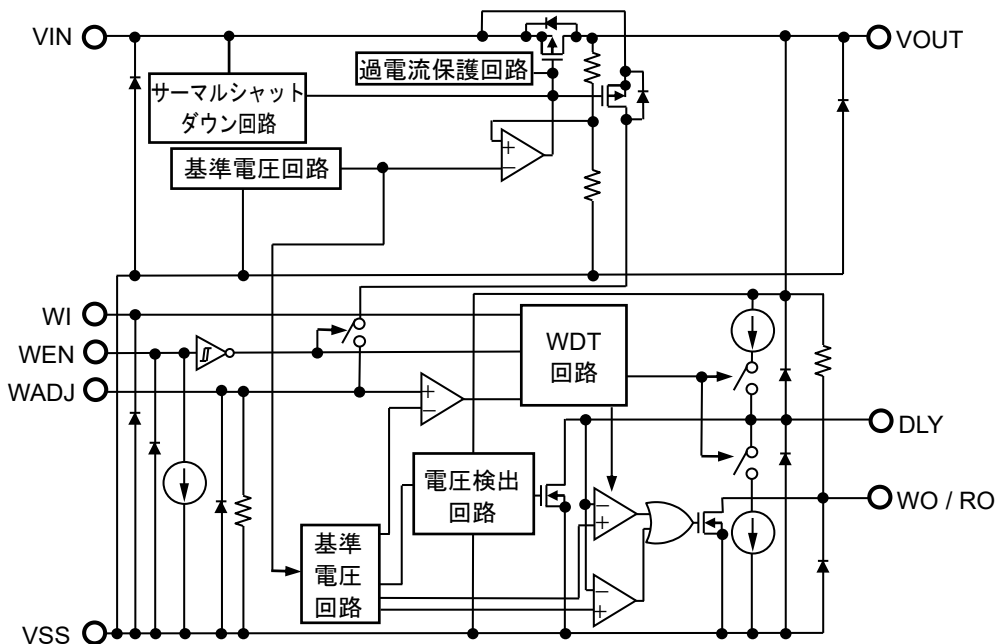 VIN
VOUT
過電流保護回路
サーマルシャット
ダウン回路
基準電圧回路
+
−
WI
WEN
WADJ
WDT
回路
+
−
DLY
電圧検出
回路
WO / RO
−
+
−
+
基準
電圧
回路
VSS